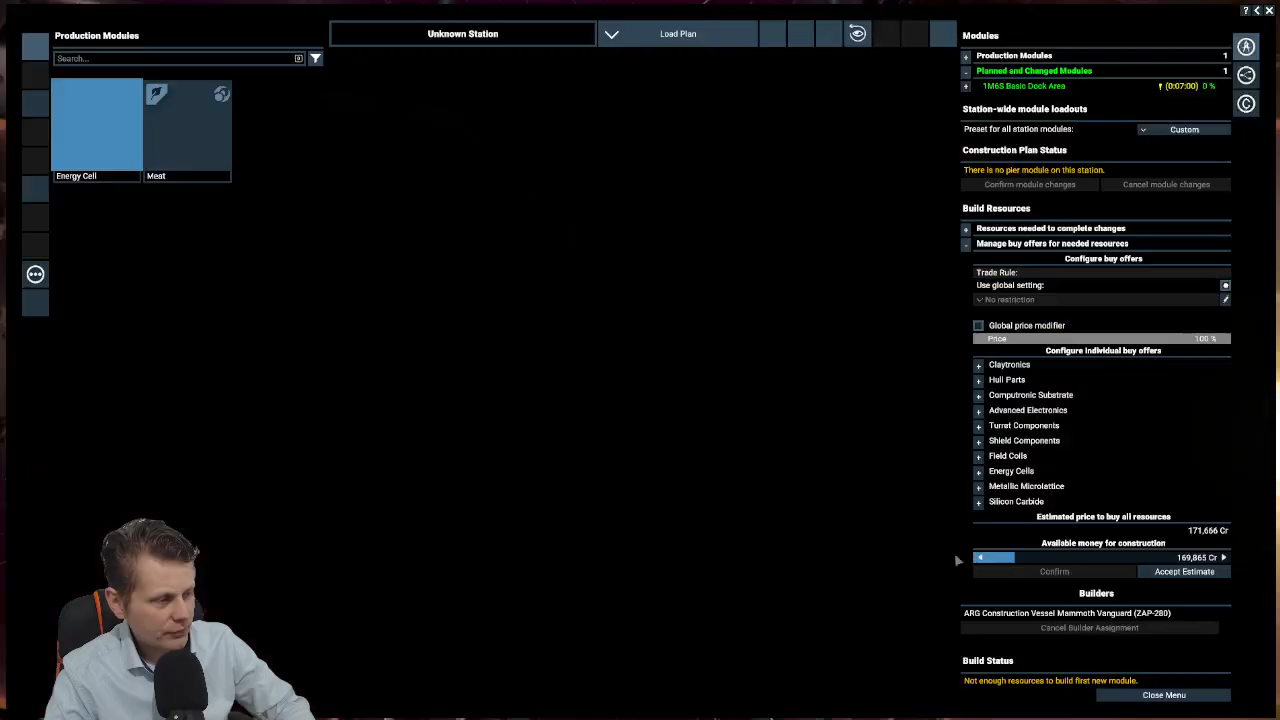 ? < X
Production Modules
Unknown Station
Load Plan
Search...
Energy Cell
Meat
Modules
+ Production Modules 1
- Planned and Changed Modules 1
+ 1M6S Basic Dock Area (0:07:00) 0 %
Station-wide module loadouts
Preset for all station modules: Custom
Construction Plan Status
There is no pier module on this station.
Confirm module changes Cancel module changes
Build Resources
+ Resources needed to complete changes
- Manage buy offers for needed resources
Configure buy offers
Trade Rule:
Use global setting:
No restriction
Global price modifier
Price 100 %
Configure individual buy offers
+ Claytronics
+ Hull Parts
+ Computronic Substrate
+ Advanced Electronics
+ Turret Components
+ Shield Components
+ Field Coils
+ Energy Cells
+ Metallic Microlattice
+ Silicon Carbide
Estimated price to buy all resources
171,666 Cr
Available money for construction
169,865 Cr
Confirm Accept Estimate
Builders
ARG Construction Vessel Mammoth Vanguard (ZAP-280)
Cancel Builder Assignment
Build Status
Not enough resources to build first new module.
Close Menu